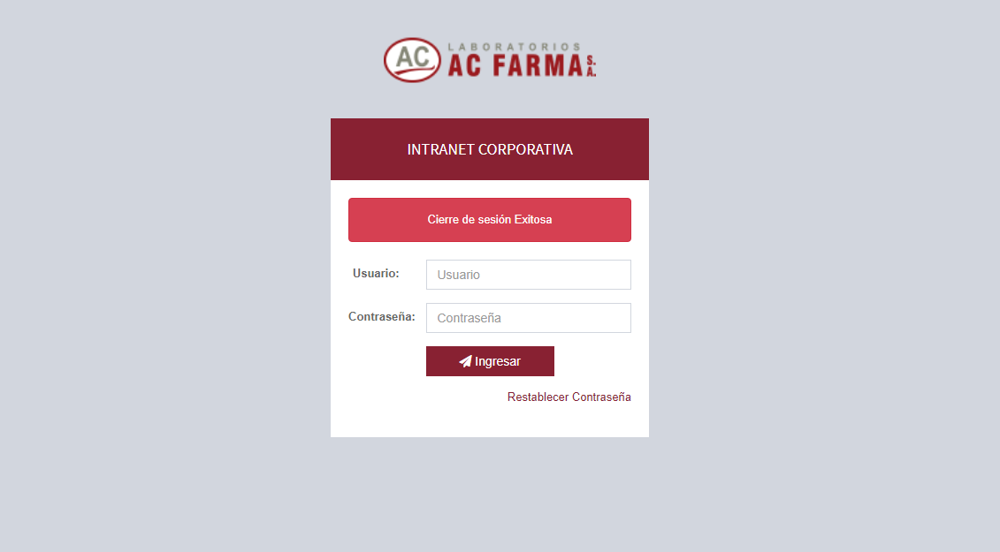 AC
LABORATORIOS
AC FARMA S.A.
INTRANET CORPORATIVA
Cierre de sesión Exitosa
Usuario:
Usuario
Contraseña:
Contraseña
Ingresar
Restablecer Contraseña